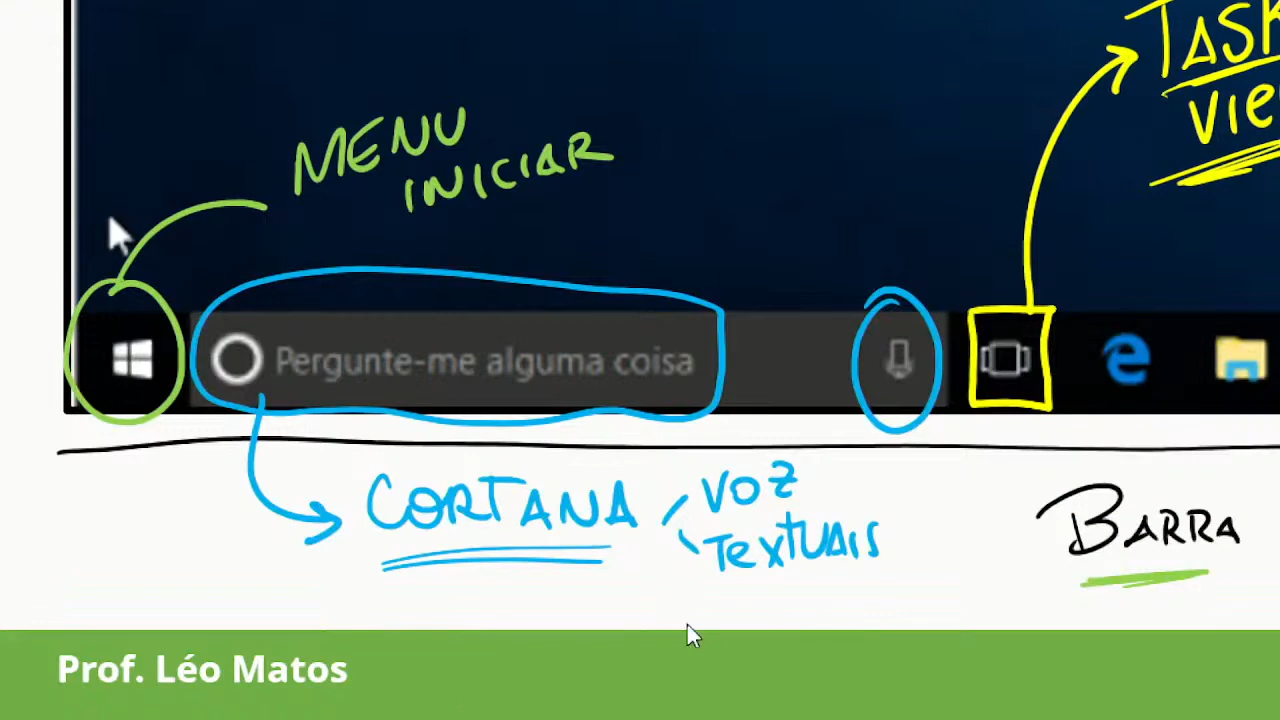 TASK
VIE
MENU
INICIAR
Pergunte-me alguma coisa
CORTANA
VOZ
TEXTUAIS
BARRA
Prof. Léo Matos